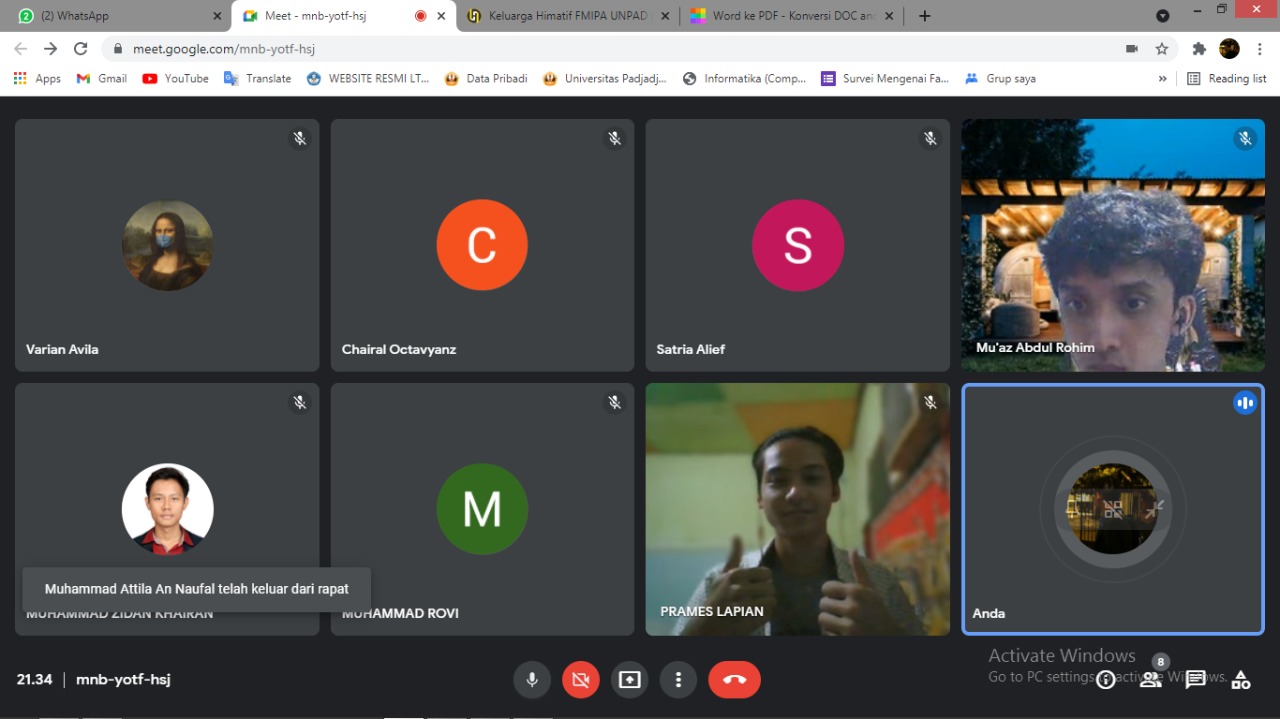 (2) WhatsApp
Meet - mnb-yotf-hsj
Keluarga Himatif FMIPA UNPAD
Word ke PDF - Konversi DOC an
meet.google.com/mnb-yotf-hsj
Apps
Gmail
YouTube
Translate
WEBSITE RESMI LT...
Data Pribadi
Universitas Padjadj...
Informatika (Comp...
Survei Mengenai Fa...
Grup saya
»
Reading list
Varian Avila
C
Chairal Octavyanz
S
Satria Alief
Mu'az Abdul Rohim
Muhammad Attila An Naufal telah keluar dari rapat
MUHAMMAD ZIDAN KHAIRAN
M
MUHAMMAD ROVI
PRAMES LAPIAN
Anda
21.34 | mnb-yotf-hsj
8
Activate Windows
Go to PC settings to activate Windows.